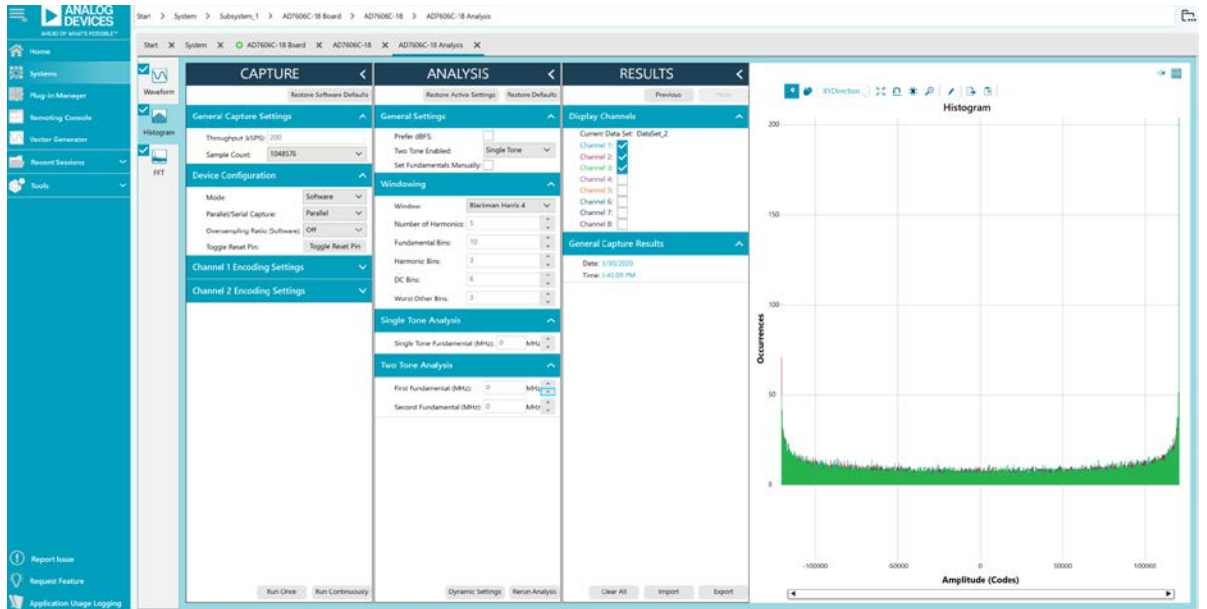 ANALOG
DEVICES
AHEAD OF WHAT'S POSSIBLE™
Home
Systems
Plug-in Manager
Remoting Console
Vector Generator
Recent Sessions
Tools
Report Issue
Request Feature
Application Usage Logging
Start > System > Subsystem_1 > AD7606C-18 Board > AD7606C-18 > AD7606C-18 Analysis
Start X System X AD7606C-18 Board X AD7606C-18 X AD7606C-18 Analysis X
Waveform
Histogram
FFT
CAPTURE
Restore Software Defaults
General Capture Settings
Throughput (kSPS): 200
Sample Count: 1048576
Device Configuration
Mode: Software
Parallel/Serial Capture: Parallel
Oversampling Ratio (Software): Off
Toggle Reset Pin: Toggle Reset Pin
Channel 1 Encoding Settings
Channel 2 Encoding Settings
Run Once Run Continuously
ANALYSIS
Restore Active Settings Restore Defaults
General Settings
Prefer dBFS:
Two Tone Enabled: Single Tone
Set Fundamentals Manually:
Windowing
Window: Blackman Harris 4
Number of Harmonics: 5
Fundamental Bins: 10
Harmonic Bins: 3
DC Bins: 6
Worst Other Bins: 3
Single Tone Analysis
Single Tone Fundamental (MHz): 0 MHz
Two Tone Analysis
First Fundamental (MHz): 0 MHz
Second Fundamental (MHz): 0 MHz
Dynamic Settings Rerun Analysis
RESULTS
Previous Next
Display Channels
Current Data Set: DataSet_2
Channel 1:
Channel 2:
Channel 3:
Channel 4:
Channel 5:
Channel 6:
Channel 7:
Channel 8:
General Capture Results
Date: 3/30/2020
Time: 5:40:09 PM
Clear All Import Export
XYDirection
Histogram
200
150
100
50
0
Occurrences
-100000 -50000 0 50000 100000
Amplitude (Codes)